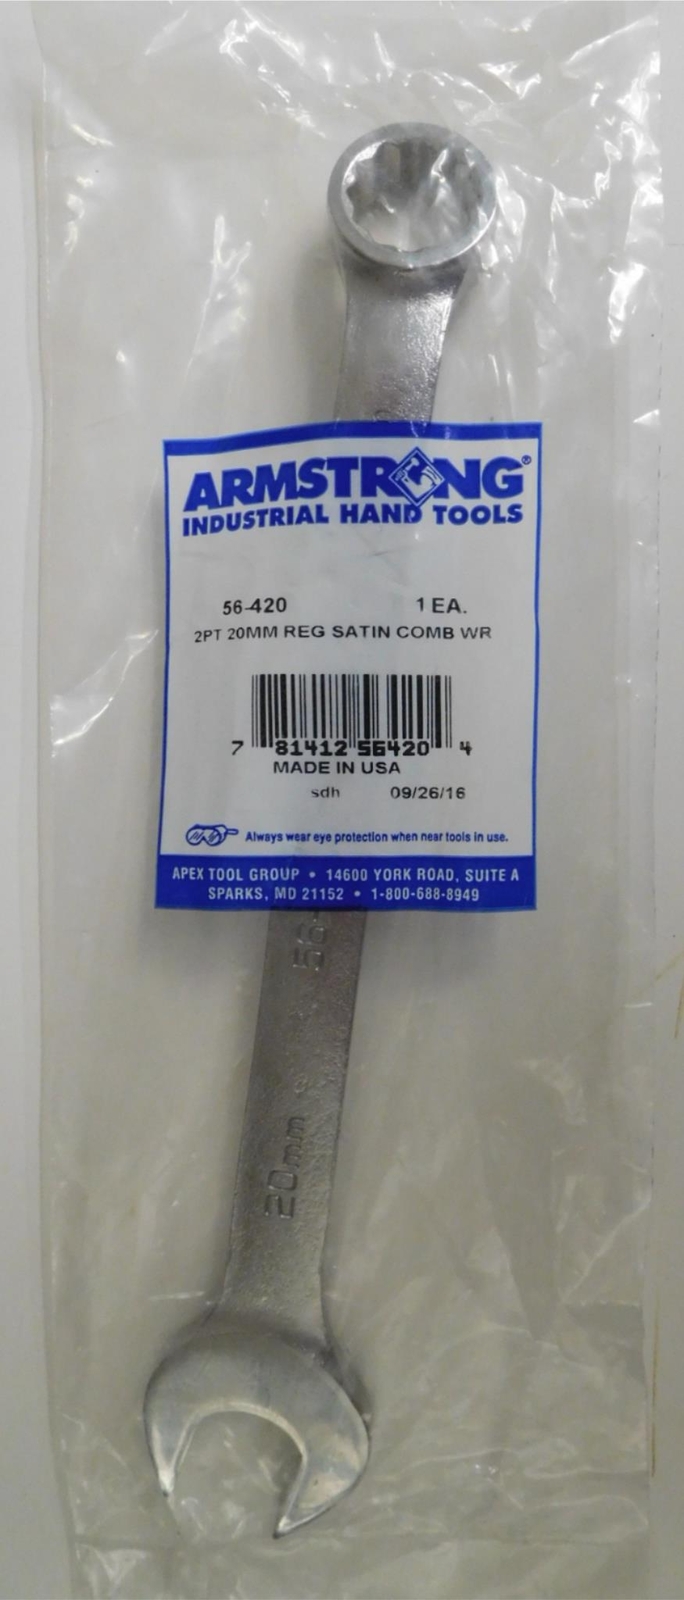 ARMSTRONG®
INDUSTRIAL HAND TOOLS
56-420 1 EA.
2PT 20MM REG SATIN COMB WR
7 81412 56420 4
MADE IN USA
sdh 09/26/16
Always wear eye protection when near tools in use.
APEX TOOL GROUP • 14600 YORK ROAD, SUITE A
SPARKS, MD 21152 • 1-800-688-8949
56-
20mm